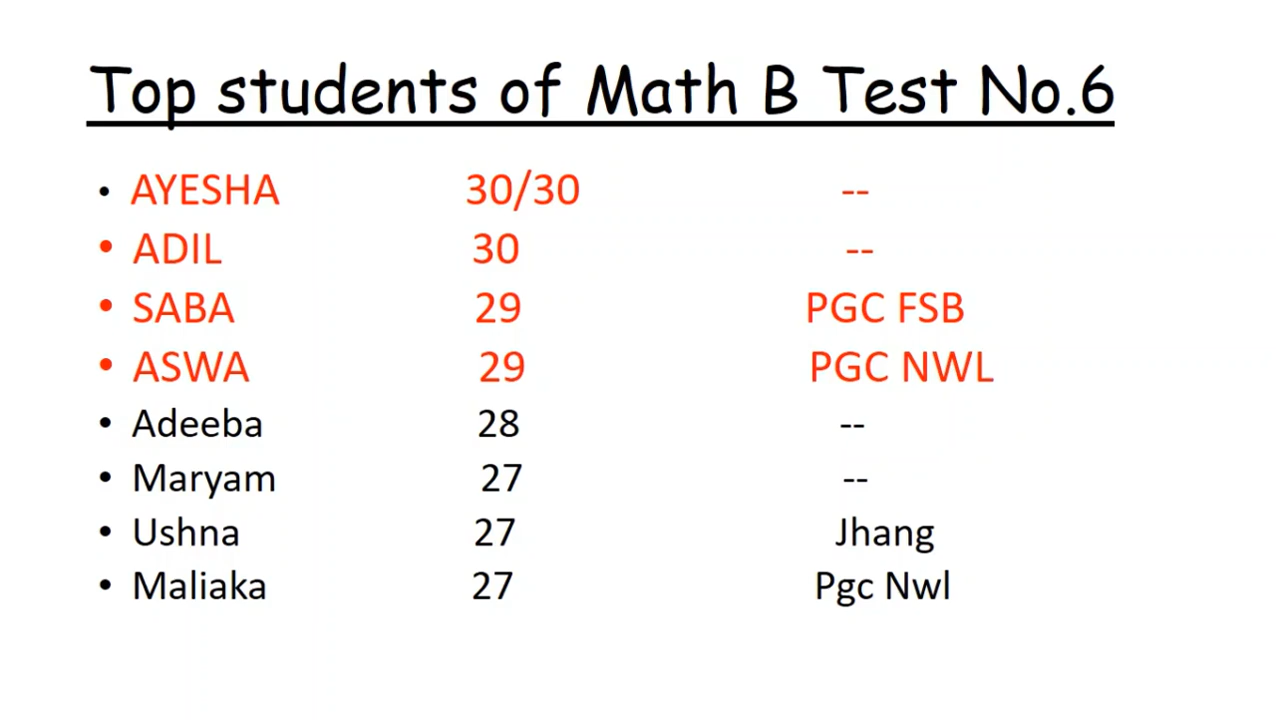 Top students of Math B Test No.6
• AYESHA 30/30 --
• ADIL 30 --
• SABA 29 PGC FSB
• ASWA 29 PGC NWL
• Adeeba 28 --
• Maryam 27 --
• Ushna 27 Jhang
• Maliaka 27 Pgc Nwl